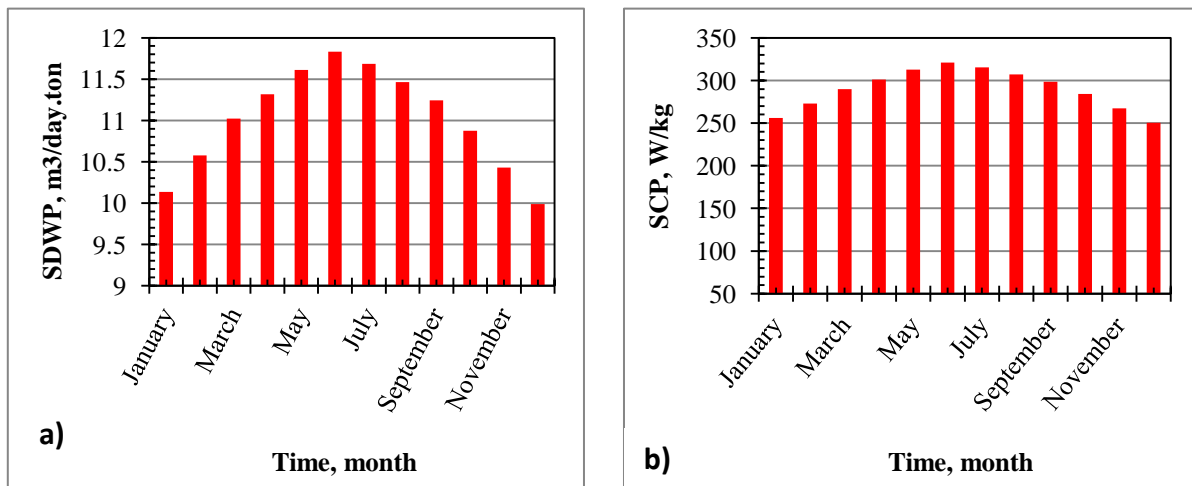 12
11.5
11
10.5
10
9.5
9
SDWP, m3/day.ton
January
March
May
July
September
November
a)
Time, month
350
300
250
200
150
100
50
SCP, W/kg
January
March
May
July
September
November
b)
Time, month